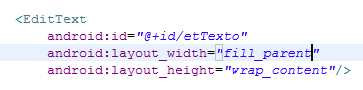 <EditText
android:id="@+id/etTexto"
android:layout_width="fill_parent"
android:layout_height="wrap_content"/>